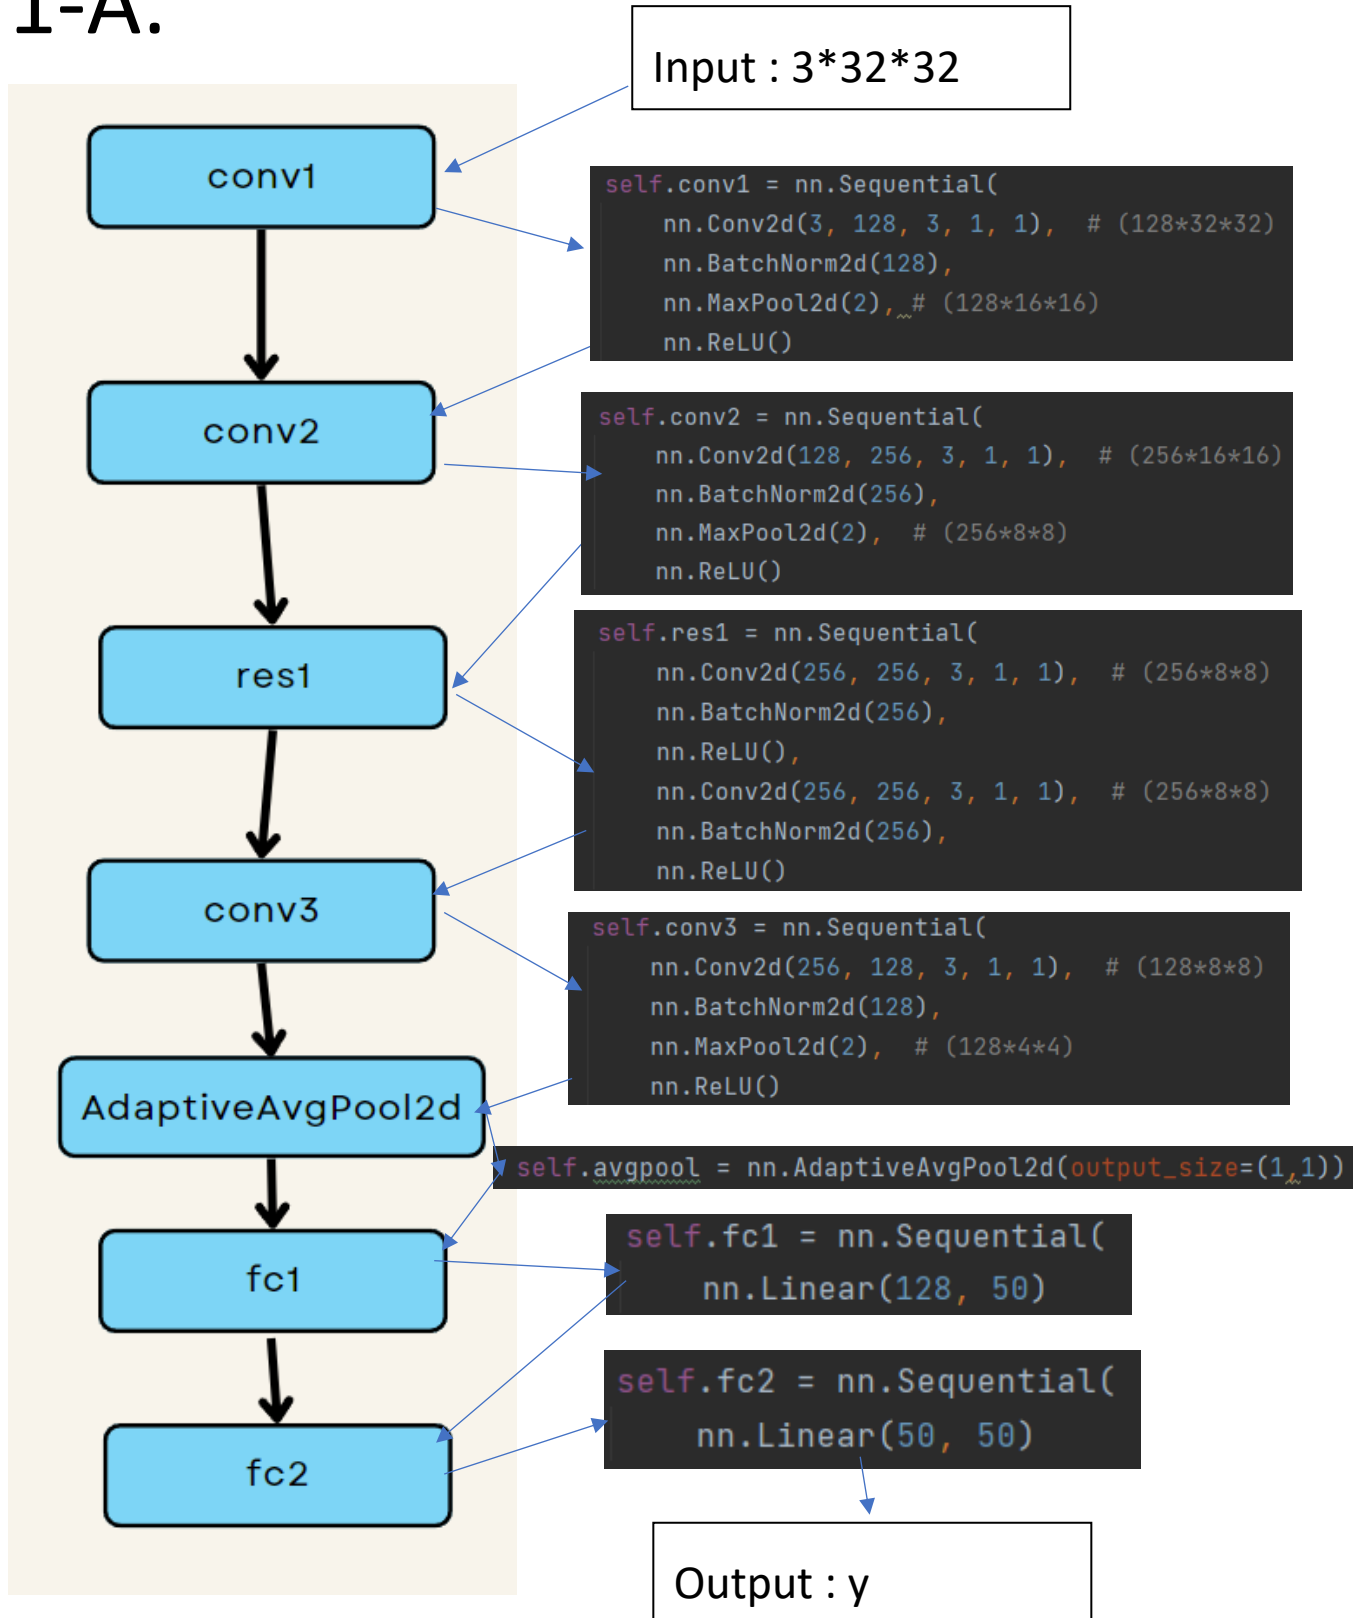 1-A.
Input : 3*32*32
conv1
self.conv1 = nn.Sequential(
nn.Conv2d(3, 128, 3, 1, 1),  # (128*32*32)
nn.BatchNorm2d(128),
nn.MaxPool2d(2), # (128*16*16)
nn.ReLU()
conv2
self.conv2 = nn.Sequential(
nn.Conv2d(128, 256, 3, 1, 1),  # (256*16*16)
nn.BatchNorm2d(256),
nn.MaxPool2d(2),  # (256*8*8)
nn.ReLU()
res1
self.res1 = nn.Sequential(
nn.Conv2d(256, 256, 3, 1, 1),  # (256*8*8)
nn.BatchNorm2d(256),
nn.ReLU(),
nn.Conv2d(256, 256, 3, 1, 1),  # (256*8*8)
nn.BatchNorm2d(256),
nn.ReLU()
conv3
self.conv3 = nn.Sequential(
nn.Conv2d(256, 128, 3, 1, 1),  # (128*8*8)
nn.BatchNorm2d(128),
nn.MaxPool2d(2),  # (128*4*4)
nn.ReLU()
AdaptiveAvgPool2d
self.avgpool = nn.AdaptiveAvgPool2d(output_size=(1,1))
fc1
self.fc1 = nn.Sequential(
nn.Linear(128, 50)
fc2
self.fc2 = nn.Sequential(
nn.Linear(50, 50)
Output : y